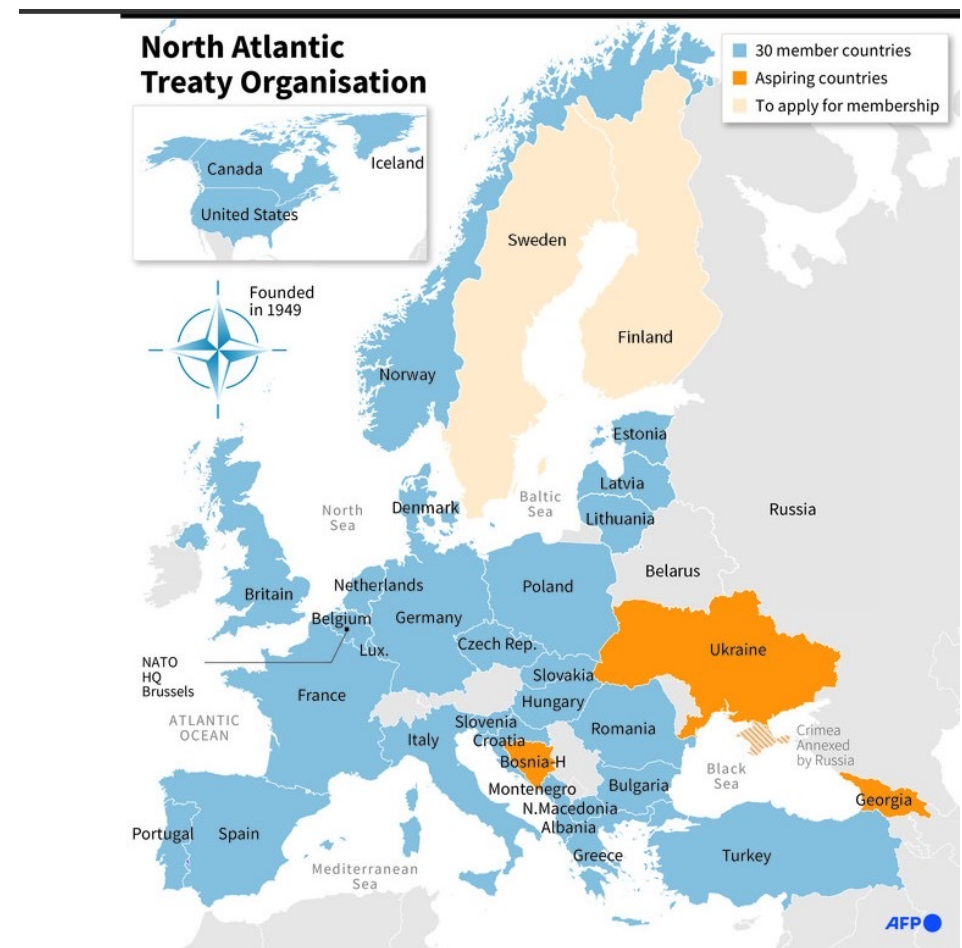 North Atlantic
Treaty Organisation
30 member countries
Aspiring countries
To apply for membership
Canada
Iceland
United States
Founded
in 1949
Sweden
Finland
Norway
Estonia
Latvia
Lithuania
North
Sea
Denmark
Baltic
Sea
Russia
Belarus
Britain
Netherlands
Poland
Belgium
Germany
Lux.
Czech Rep.
Ukraine
NATO
HQ
Brussels
Slovakia
France
Hungary
ATLANTIC
OCEAN
Slovenia
Italy
Croatia
Romania
Crimea
Annexed
by Russia
Bosnia-H
Black
Sea
Montenegro
Bulgaria
N.Macedonia
Georgia
Albania
Portugal
Spain
Greece
Turkey
Mediterranean
Sea
AFP